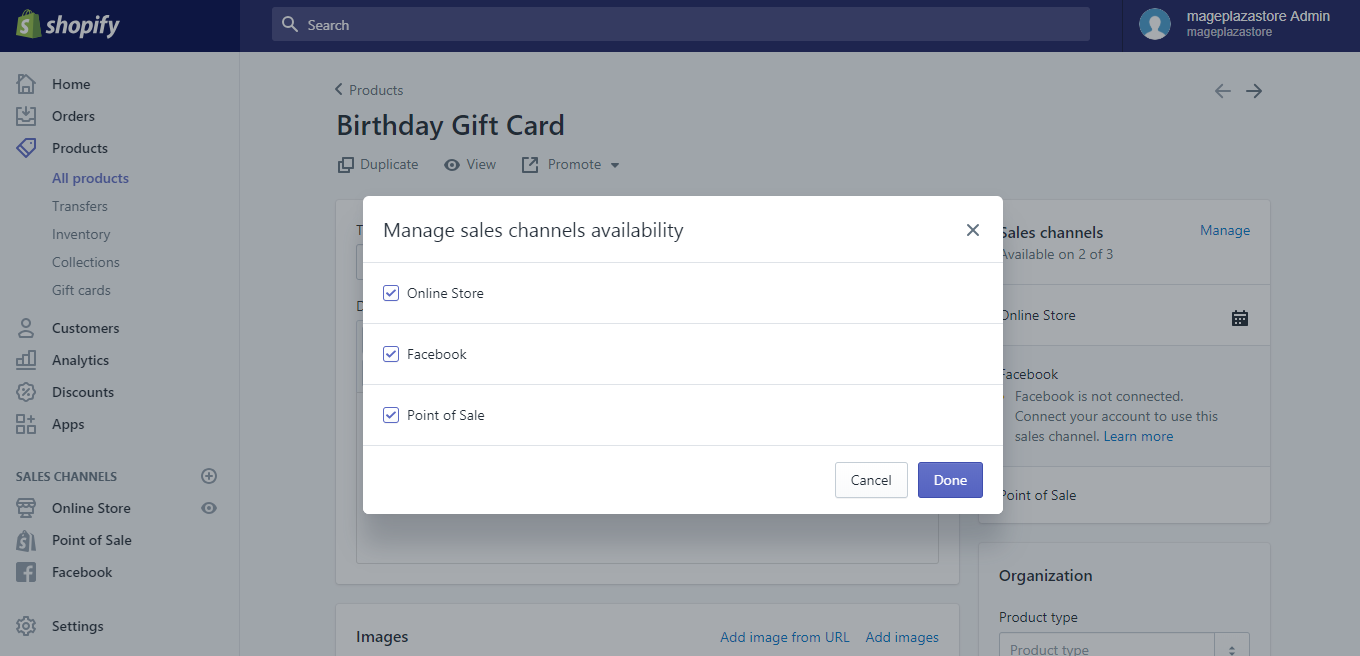 shopify
Search
mageplazastore Admin
mageplazastore
Home
Orders
Products
All products
Transfers
Inventory
Collections
Gift cards
Customers
Analytics
Discounts
Apps
SALES CHANNELS
Online Store
Point of Sale
Facebook
Settings
Products
Birthday Gift Card
Duplicate
View
Promote
Manage sales channels availability
Online Store
Facebook
Point of Sale
Cancel
Done
Images
Add image from URL
Add images
Sales channels
Manage
Available on 2 of 3
Online Store
Facebook
Facebook is not connected.
Connect your account to use this
sales channel. Learn more
Point of Sale
Organization
Product type
Product type